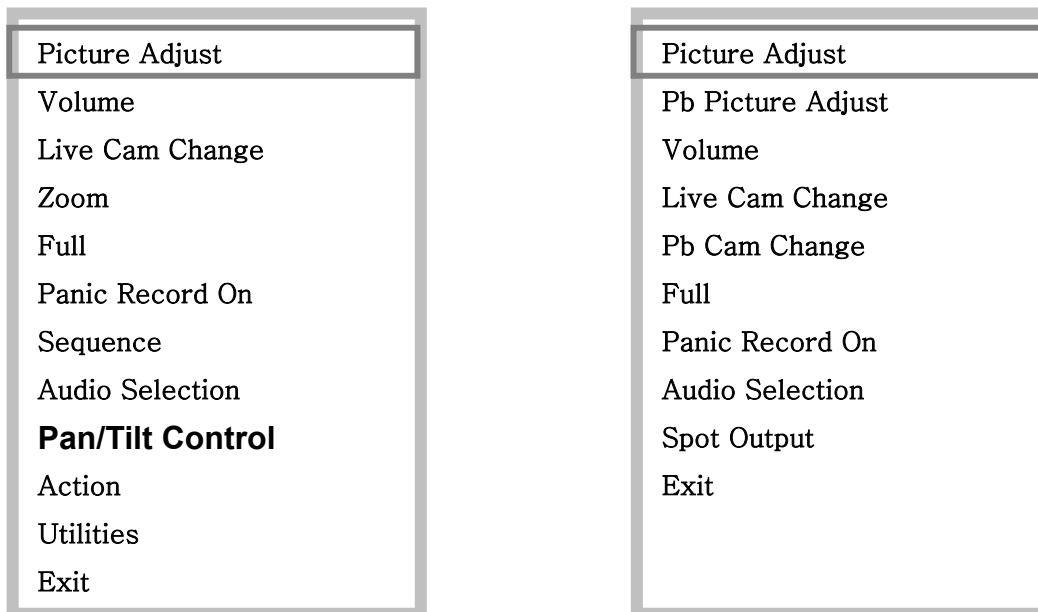 Picture Adjust
Volume
Live Cam Change
Zoom
Full
Panic Record On
Sequence
Audio Selection
Pan/Tilt Control
Action
Utilities
Exit
Picture Adjust
Pb Picture Adjust
Volume
Live Cam Change
Pb Cam Change
Full
Panic Record On
Audio Selection
Spot Output
Exit